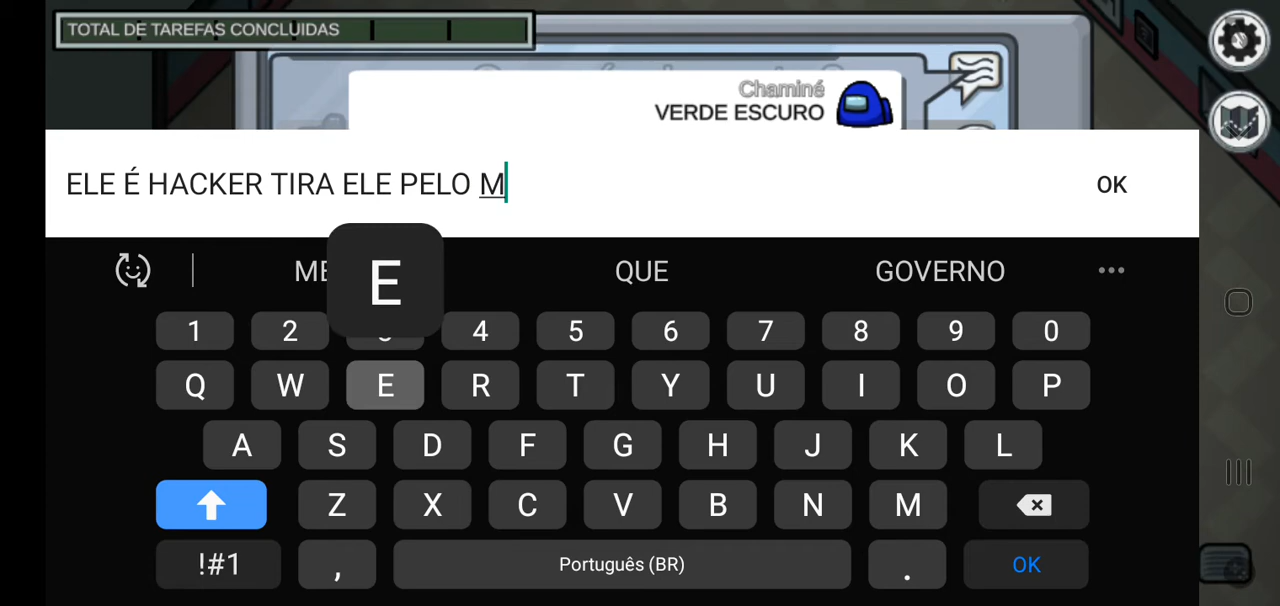 TOTAL DE TAREFAS CONCLUIDAS
Chaminé
VERDE ESCURO
ELE É HACKER TIRA ELE PELO M
OK
QUE GOVERNO
E
1 2 4 5 6 7 8 9 0
Q W E R T Y U I O P
A S D F G H J K L
Z X C V B N M
!#1 , Português (BR) . OK